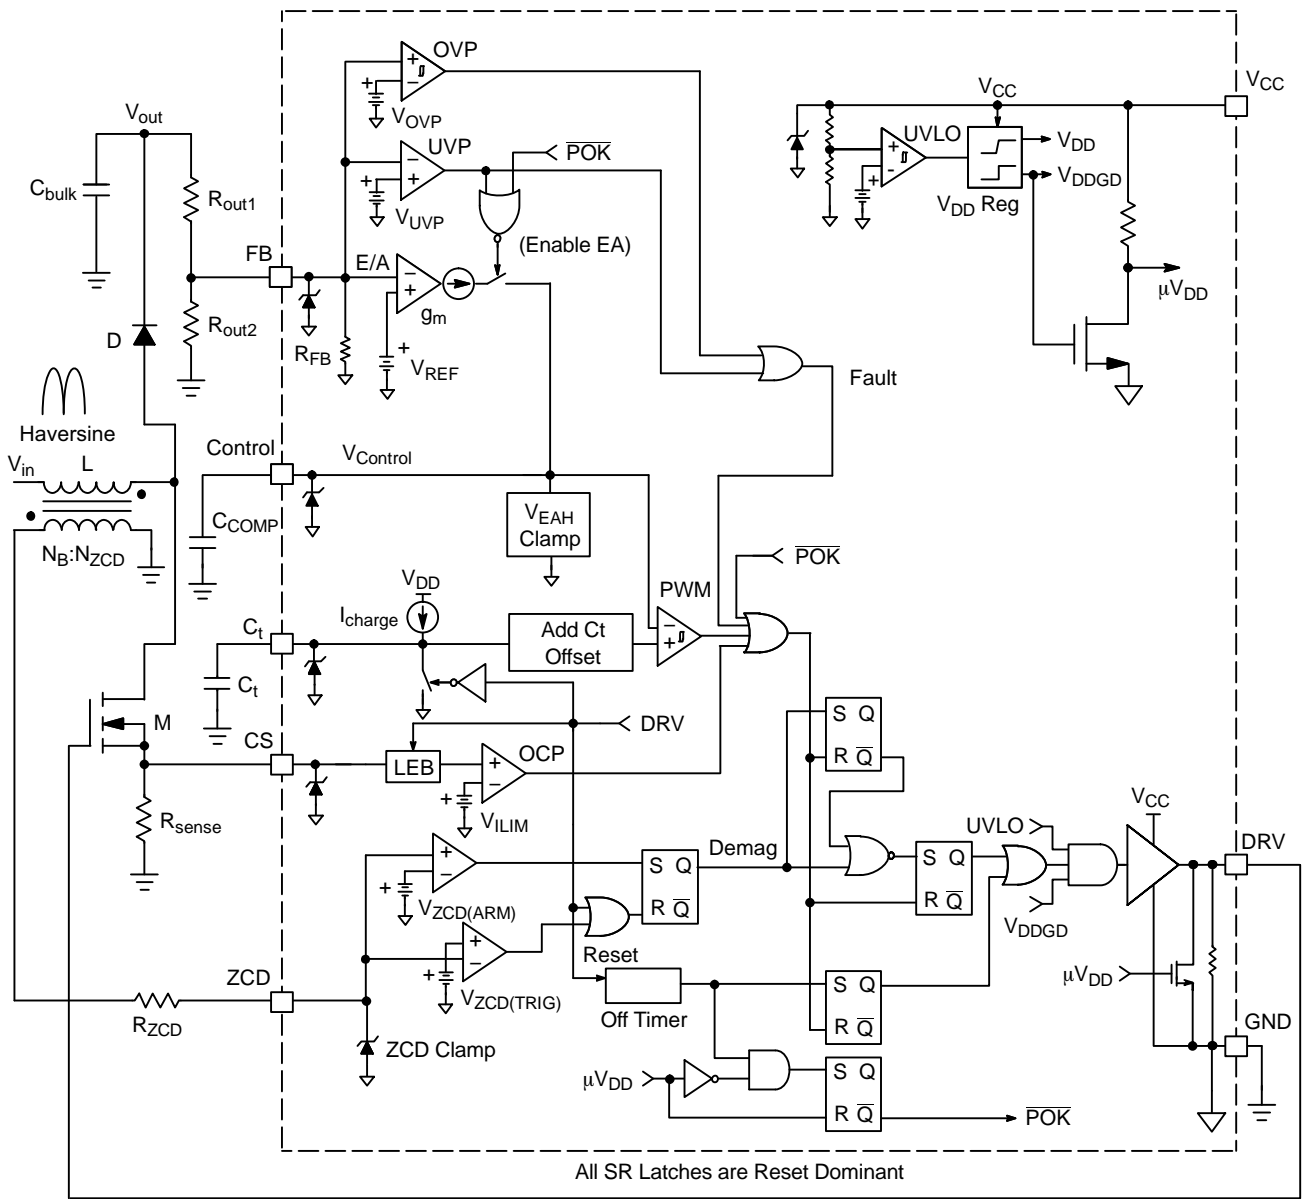 OVP
+
−
+
V_OVP
V_CC
V_CC
V_out
UVP
−
+
+
V_UVP
P̅O̅K̅
UVLO
+
−
+
V_DD
V_DDGD
V_DD Reg
C_bulk
R_out1
(Enable EA)
FB
E/A
−
+
g_m
μV_DD
R_out2
D
R_FB
+
V_REF
Fault
Haversine
Control
V_Control
V_in
L
C_COMP
V_EAH
Clamp
N_B:N_ZCD
P̅O̅K̅
V_DD
PWM
−
+
I_charge
C_t
Add Ct
Offset
C_t
M
DRV
S Q
R Q̅
CS
LEB
OCP
+
−
+
V_ILIM
R_sense
V_CC
UVLO
DRV
Demag
+
−
+
V_ZCD(ARM)
S Q
R Q̅
S Q
R Q̅
V_DDGD
+
−
+
V_ZCD(TRIG)
Reset
ZCD
R_ZCD
Off Timer
S Q
R Q̅
μV_DD
GND
ZCD Clamp
μV_DD
S Q
R Q̅
P̅O̅K̅
All SR Latches are Reset Dominant